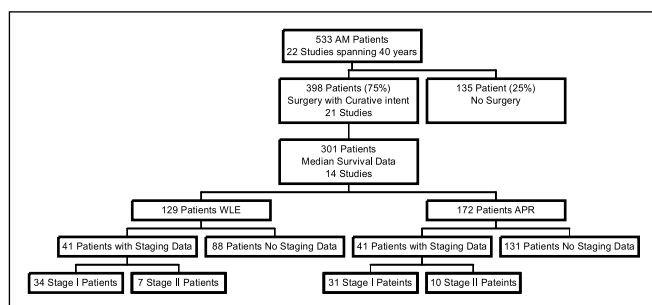 533 AM Patients
22 Studies spanning 40 years
398 Patients (75%)
Surgery with Curative intent
21 Studies
135 Patient (25%)
No Surgery
301 Patients
Median Survival Data
14 Studies
129 Patients WLE
172 Patients APR
41 Patients with Staging Data
88 Patients No Staging Data
41 Patients with Staging Data
131 Patients No Staging Data
34 Stage I Patients
7 Stage II Patients
31 Stage I Pateints
10 Stage II Pateints